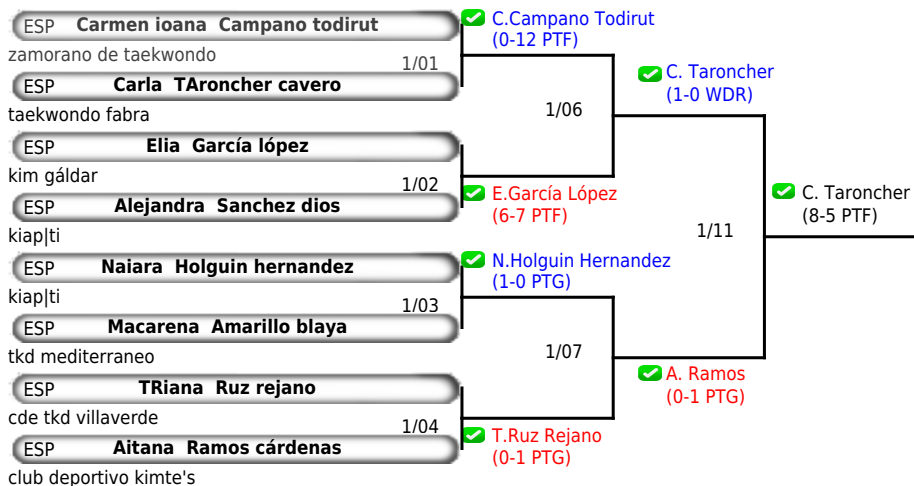 ESP Carmen ioana Campano todirut
zamorano de taekwondo
1/01
ESP Carla TAroncher cavero
taekwondo fabra
ESP Elia García lópez
kim gáldar
1/02
ESP Alejandra Sanchez dios
kiap|ti
ESP Naiara Holguin hernandez
kiap|ti
1/03
ESP Macarena Amarillo blaya
tkd mediterraneo
ESP TRiana Ruz rejano
cde tkd villaverde
1/04
ESP Aitana Ramos cárdenas
club deportivo kimte's
C.Campano Todirut
(0-12 PTF)
1/06
E.García López
(6-7 PTF)
N.Holguin Hernandez
(1-0 PTG)
1/07
T.Ruz Rejano
(0-1 PTG)
C. Taroncher
(1-0 WDR)
1/11
A. Ramos
(0-1 PTG)
C. Taroncher
(8-5 PTF)